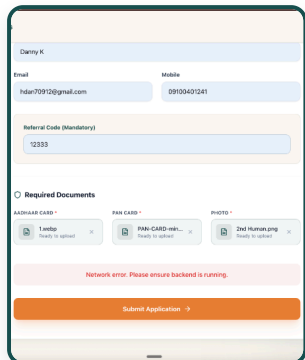 Danny K
Email Mobile
hdan70912@gmail.com 09100401241
Referral Code (Mandatory)
12333
Required Documents
AADHAAR CARD * PAN CARD * PHOTO *
1.webp × PAN-CARD-min... × 2nd Human.png ×
Ready to upload Ready to upload Ready to upload
Network error. Please ensure backend is running.
Submit Application →